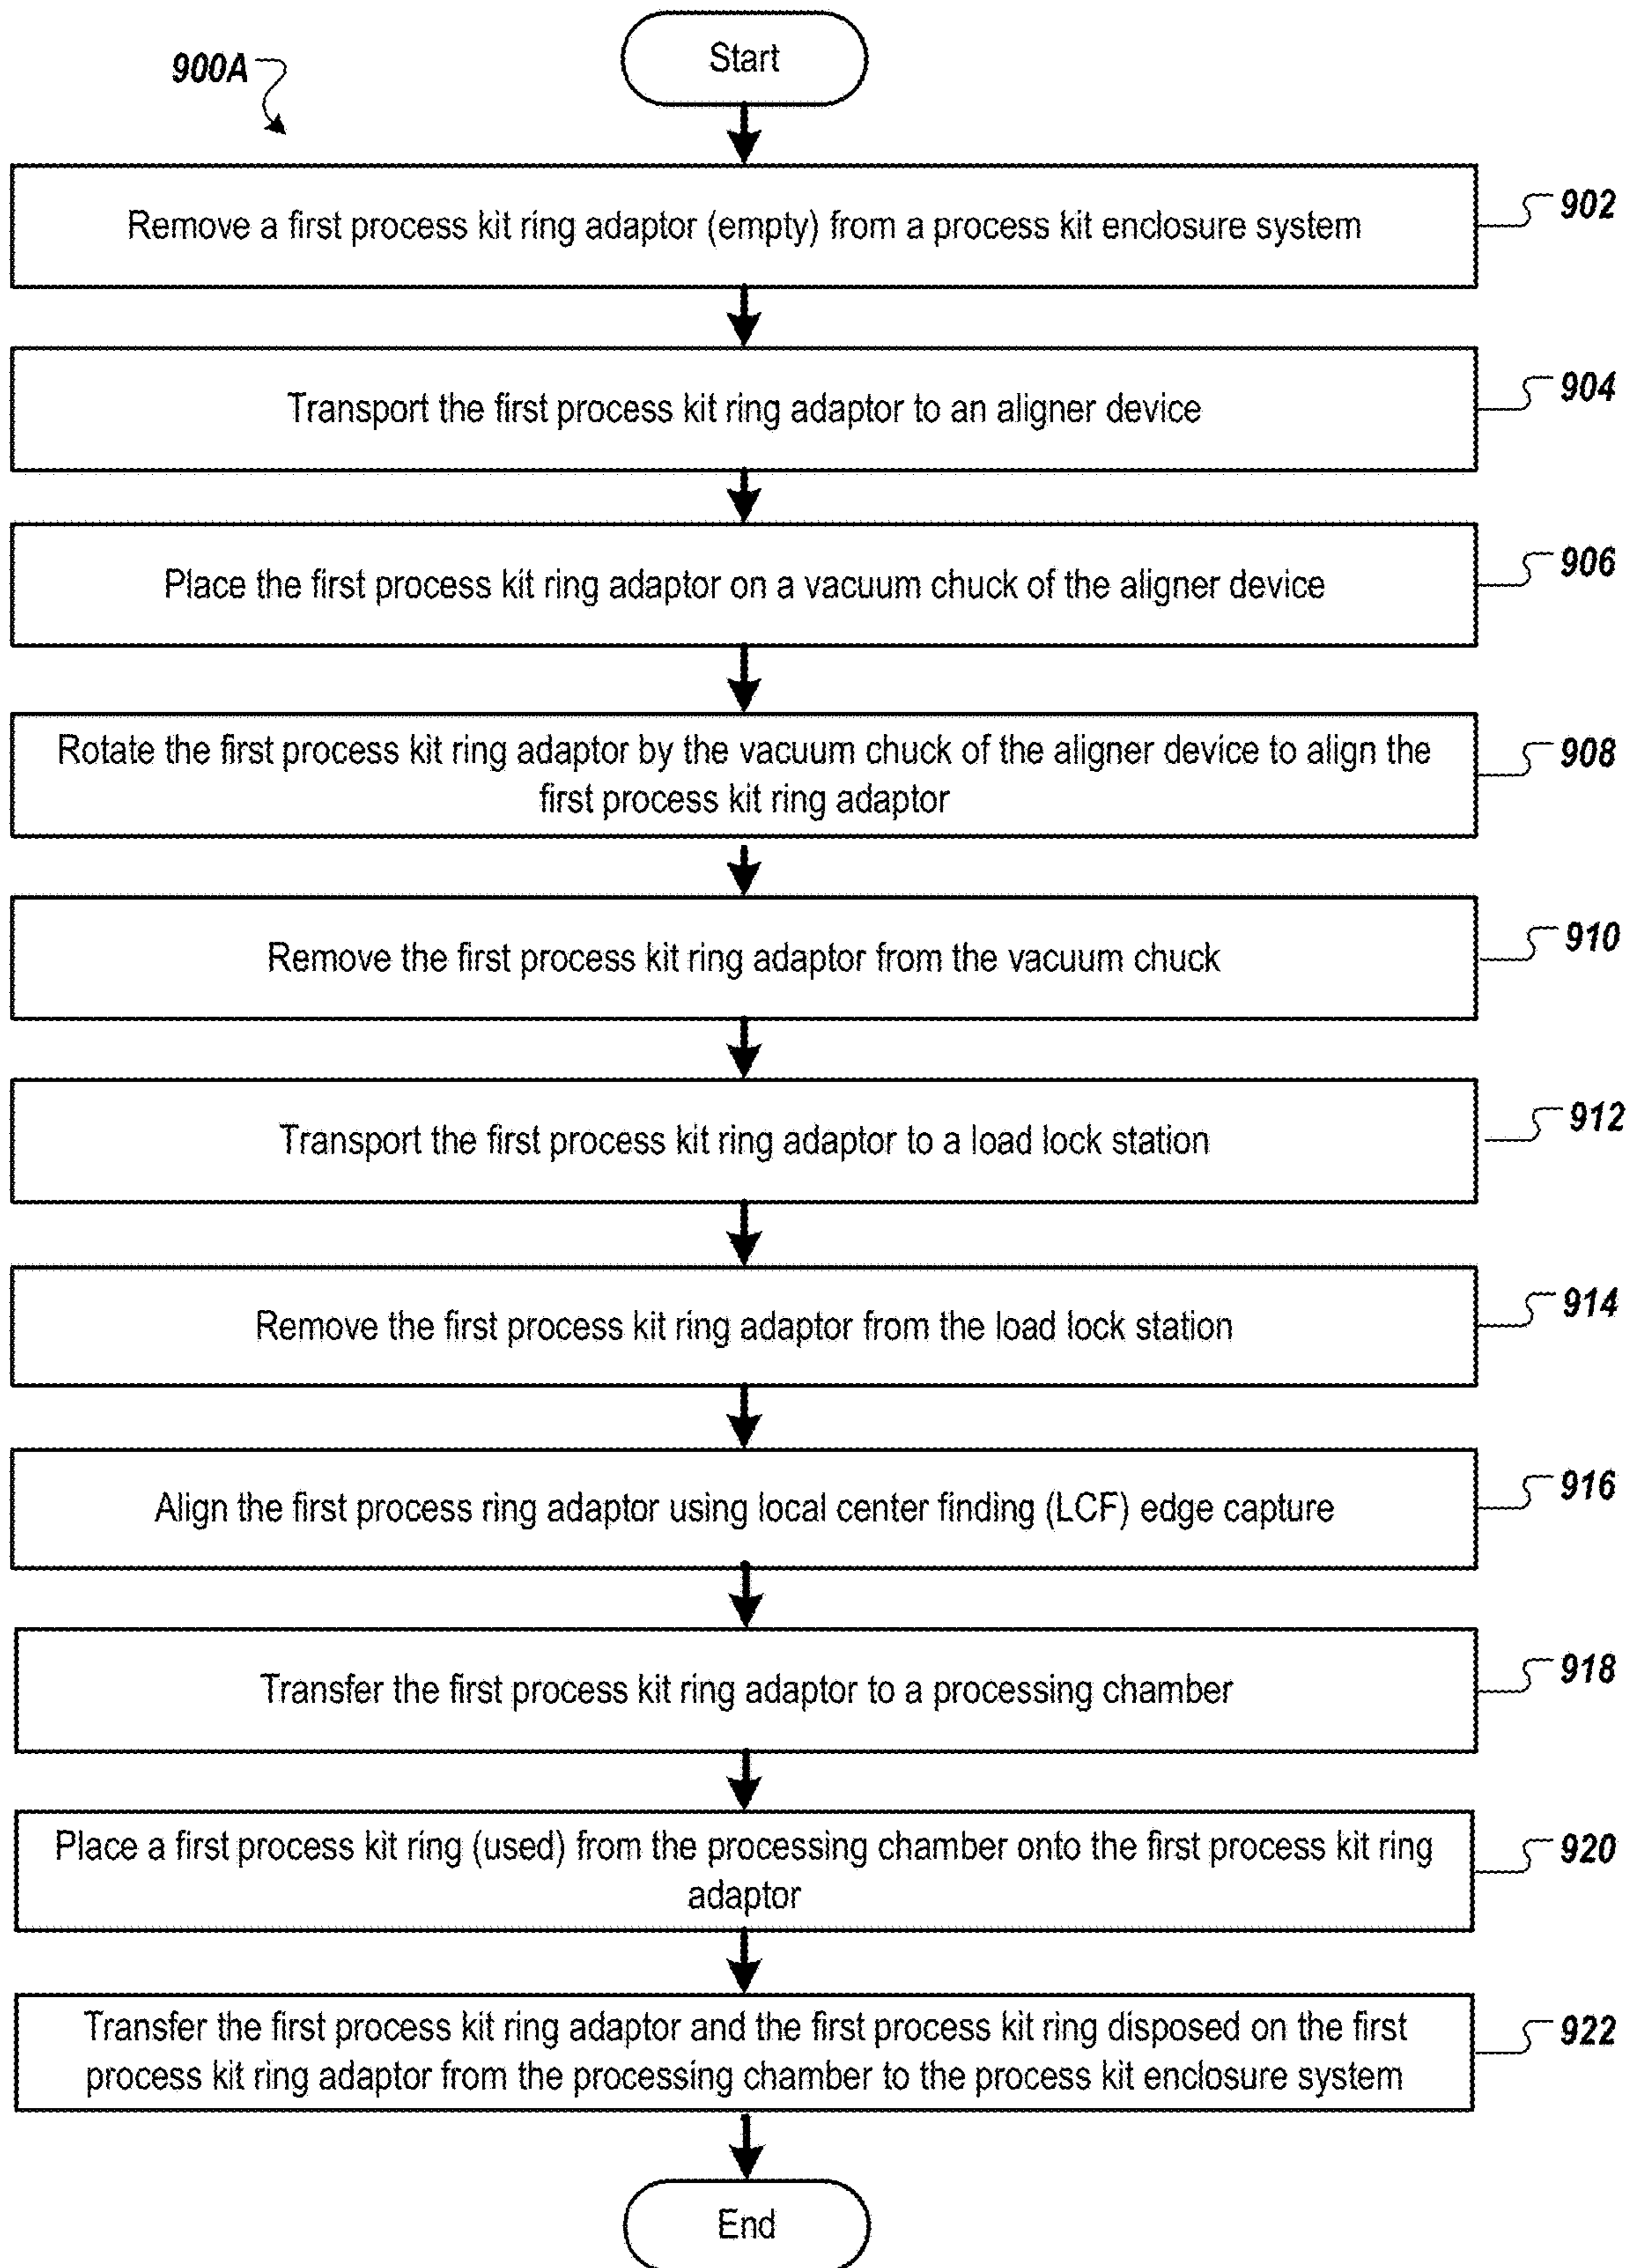 Start
900A
Remove a first process kit ring adaptor (empty) from a process kit enclosure system
902
Transport the first process kit ring adaptor to an aligner device
904
Place the first process kit ring adaptor on a vacuum chuck of the aligner device
906
Rotate the first process kit ring adaptor by the vacuum chuck of the aligner device to align the
first process kit ring adaptor
908
Remove the first process kit ring adaptor from the vacuum chuck
910
Transport the first process kit ring adaptor to a load lock station
912
Remove the first process kit ring adaptor from the load lock station
914
Align the first process ring adaptor using local center finding (LCF) edge capture
916
Transfer the first process kit ring adaptor to a processing chamber
918
Place a first process kit ring (used) from the processing chamber onto the first process kit ring
adaptor
920
Transfer the first process kit ring adaptor and the first process kit ring disposed on the first
process kit ring adaptor from the processing chamber to the process kit enclosure system
922
End